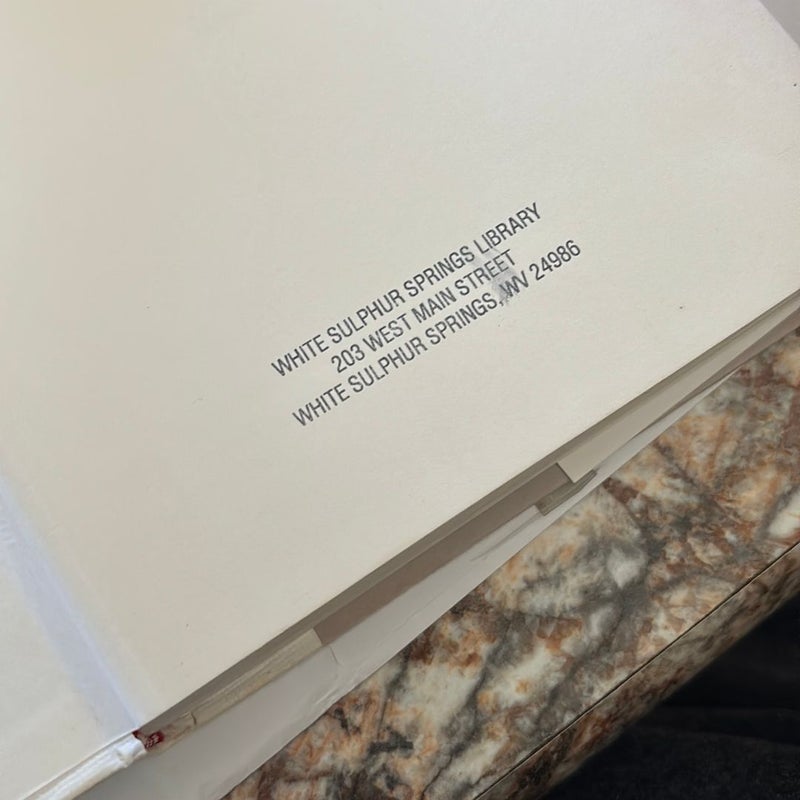 WHITE SULPHUR SPRINGS LIBRARY
203 WEST MAIN STREET
WHITE SULPHUR SPRINGS, WV 24986